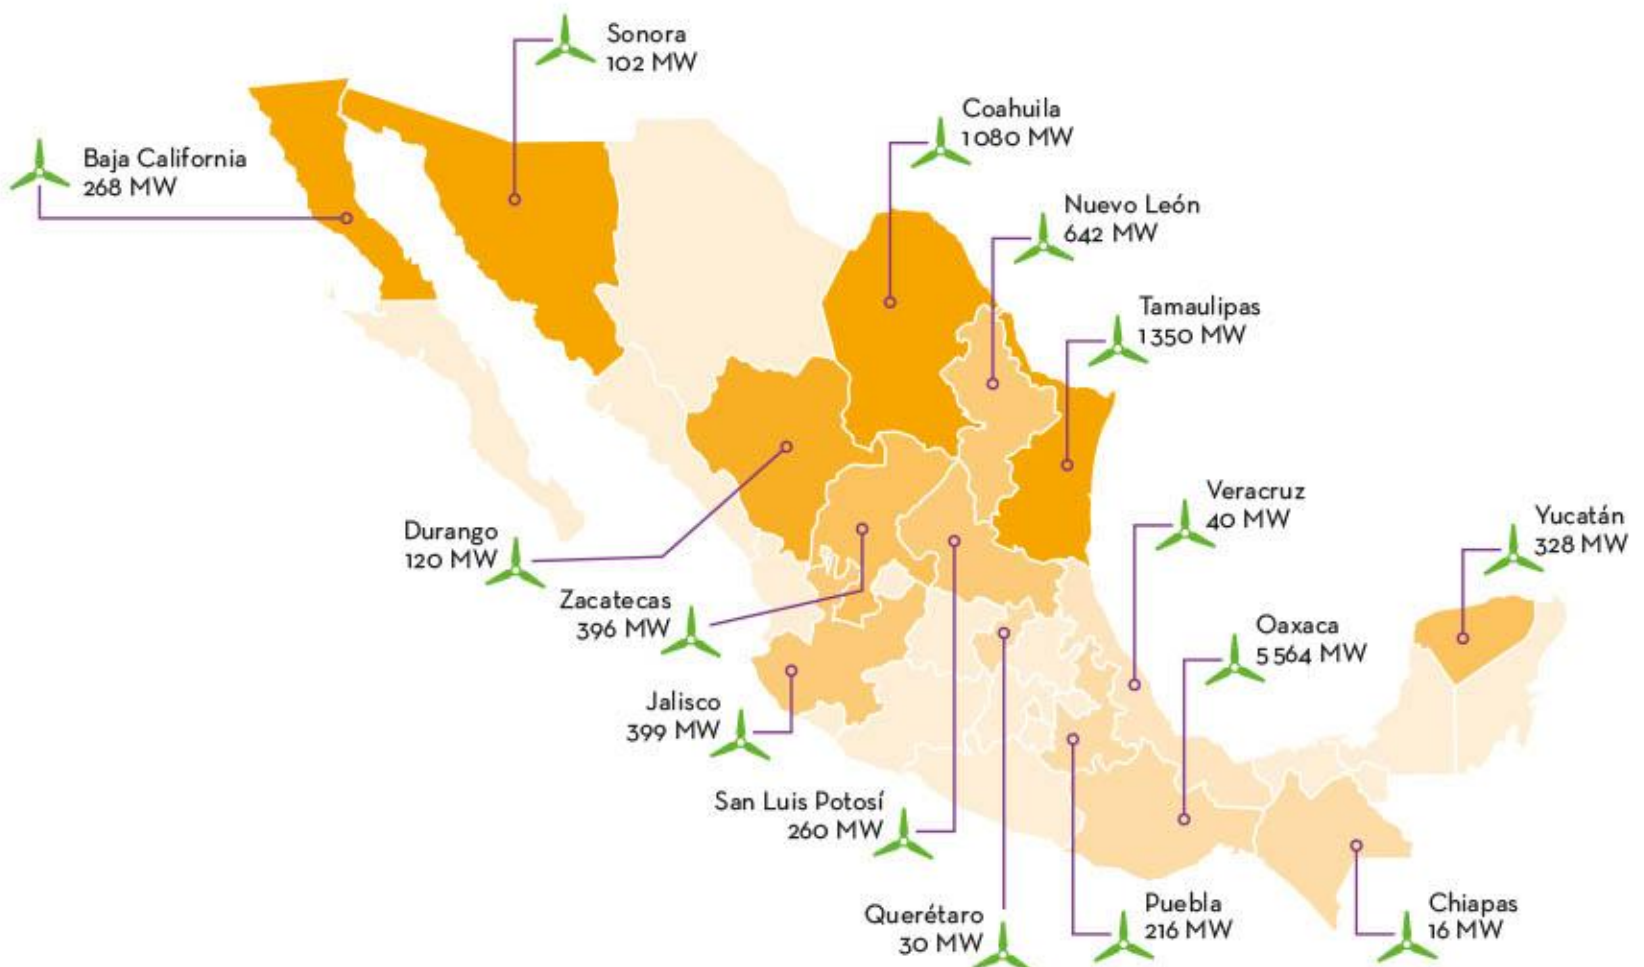 Sonora
102 MW
Coahuila
1 080 MW
Baja California
268 MW
Nuevo León
642 MW
Tamaulipas
1 350 MW
Veracruz
40 MW
Yucatán
328 MW
Durango
120 MW
Zacatecas
396 MW
Oaxaca
5 564 MW
Jalisco
399 MW
San Luis Potosí
260 MW
Querétaro
30 MW
Puebla
216 MW
Chiapas
16 MW